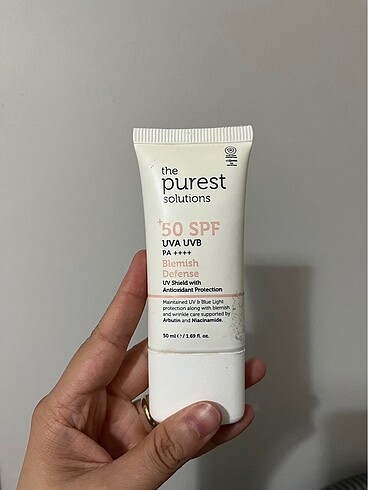 the
purest
solutions
+50 SPF
UVA UVB
PA ++++
Blemish
Defense
UV Shield with
Antioxidant Protection
Maintained UV & Blue Light
protection along with blemish
and wrinkle care supported by
Arbutin and Niacinamide.
50 ml ℮ / 1.69 fl. oz.